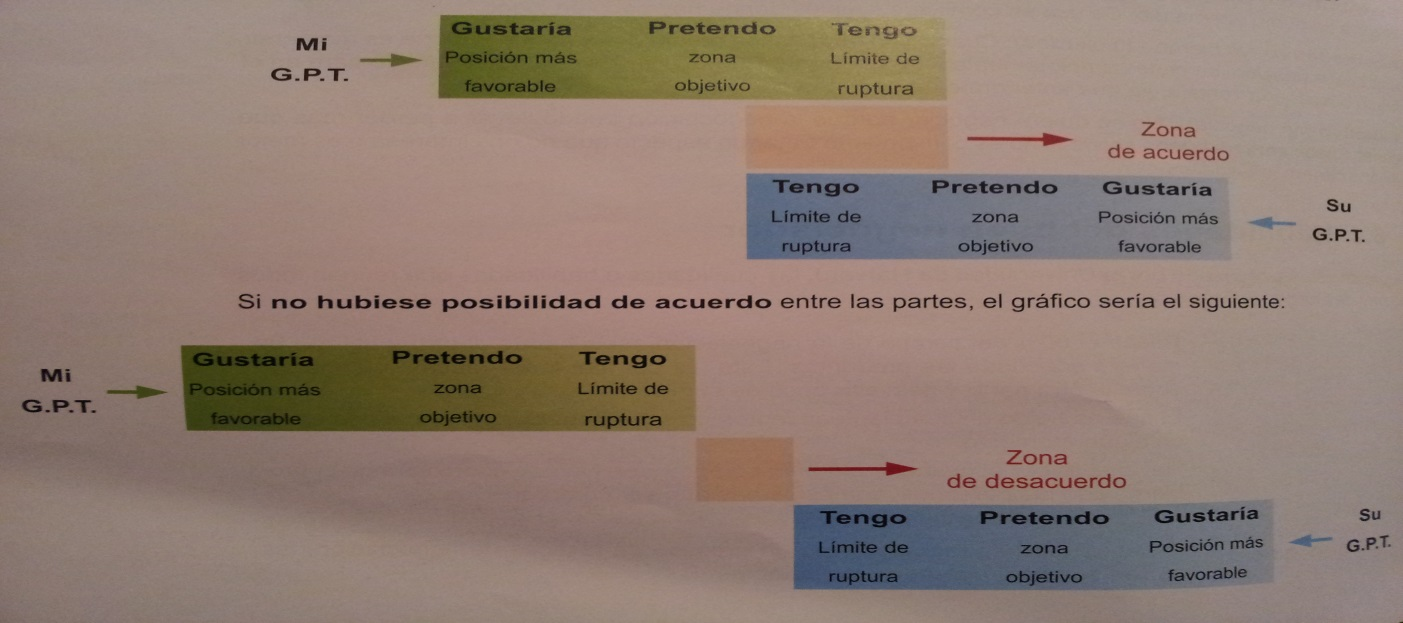 Mi
G.P.T.
Gustaría Pretendo Tengo
Posición más zona Límite de
favorable objetivo ruptura
Zona
de acuerdo
Tengo Pretendo Gustaría
Límite de zona Posición más
ruptura objetivo favorable
Su
G.P.T.
Si no hubiese posibilidad de acuerdo entre las partes, el gráfico sería el siguiente:
Mi
G.P.T.
Gustaría Pretendo Tengo
Posición más zona Límite de
favorable objetivo ruptura
Zona
de desacuerdo
Tengo Pretendo Gustaría
Límite de zona Posición más
ruptura objetivo favorable
Su
G.P.T.